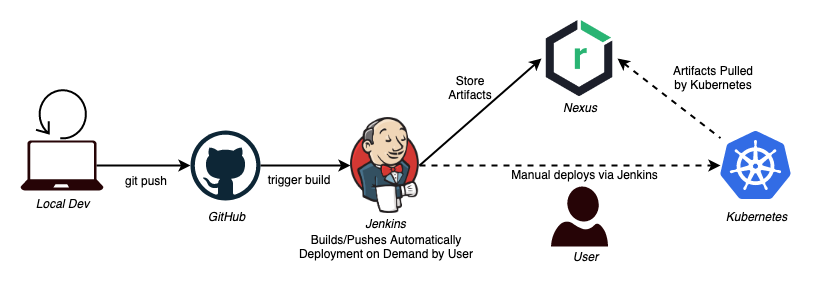 Store
Artifacts
Nexus
Artifacts Pulled
by Kubernetes
r
Local Dev
git push
GitHub
trigger build
Jenkins
Builds/Pushes Automatically
Deployment on Demand by User
Manual deploys via Jenkins
User
Kubernetes